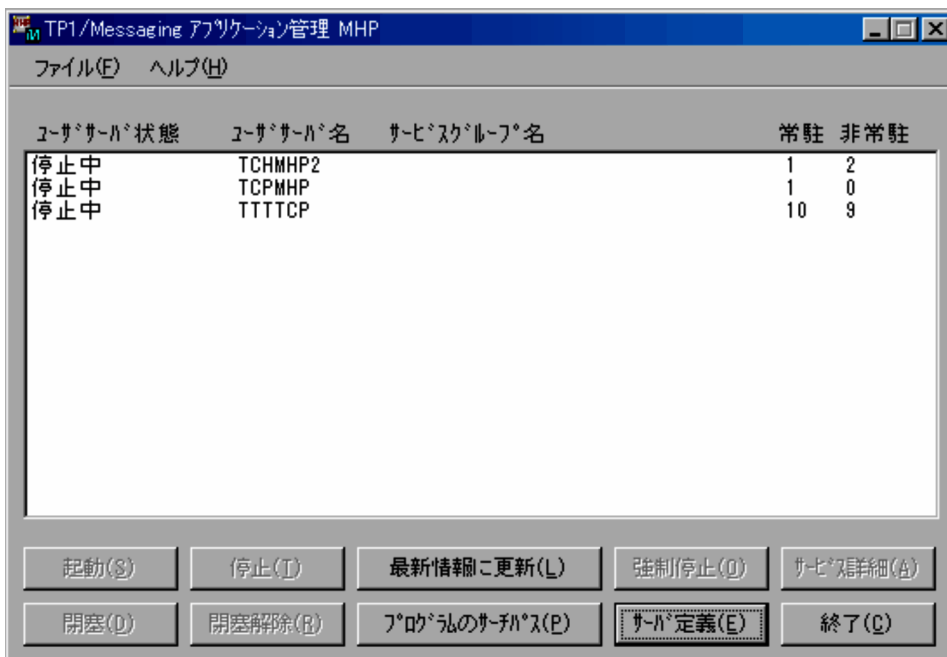 TP1/Messaging アプリケーション管理 MHP
ファイル(F) ヘルプ(H)
ﾕｰｻﾞｻｰﾊﾞ状態 ﾕｰｻﾞｻｰﾊﾞ名 ｻｰﾋﾞｽｸﾞﾙｰﾌﾟ名 常駐 非常駐
停止中 TCHMHP2 1 2
停止中 TCPMHP 1 0
停止中 TTTTCP 10 9
起動(S) 停止(T) 最新情報に更新(L) 強制停止(O) ｻｰﾋﾞｽ詳細(A)
閉塞(D) 閉塞解除(R) ﾌﾟﾛｸﾞﾗﾑのｻｰﾁﾊﾟｽ(P) ｻｰﾊﾞ定義(E) 終了(C)